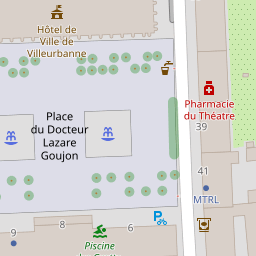 Hôtel de
Ville de
Villeurbanne
Pharmacie
du Théatre
39
Place
du Docteur
Lazare
Goujon
41
MTRL
8
6
9
Piscine